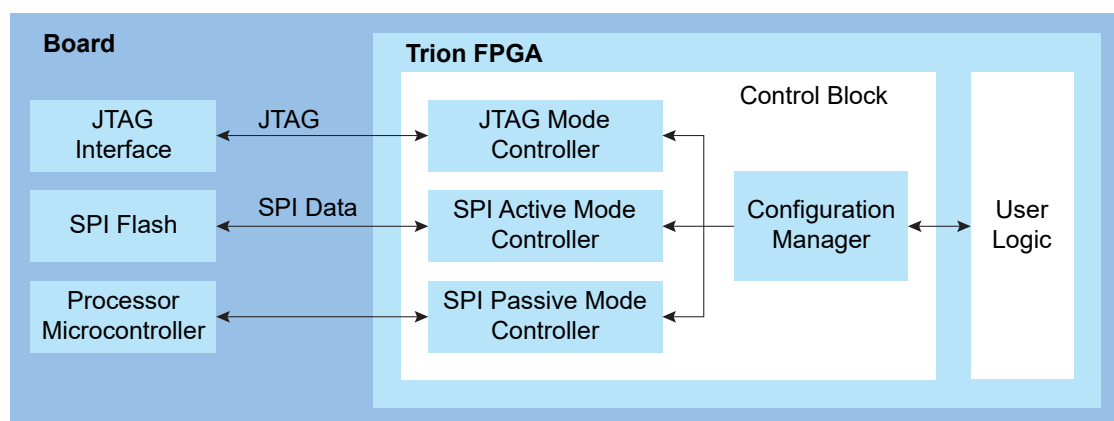 Board
Trion FPGA
Control Block
JTAG
Interface
JTAG
JTAG Mode
Controller
SPI Flash
SPI Data
SPI Active Mode
Controller
Configuration
Manager
User
Logic
Processor
Microcontroller
SPI Passive Mode
Controller